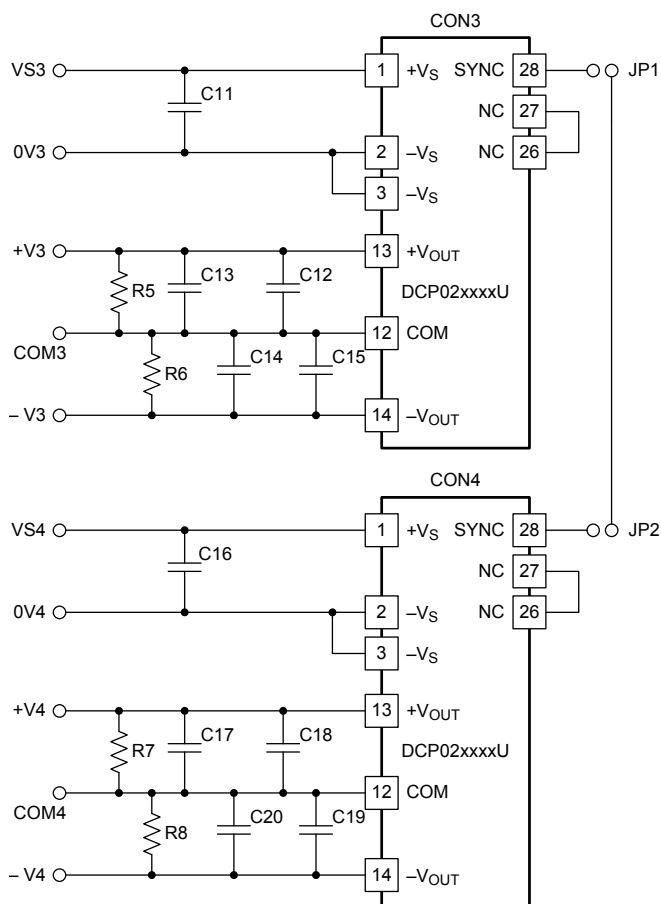 CON3
VS3 1 +VS SYNC 28 JP1
C11 NC 27
0V3 2 –VS NC 26
3 –VS
+V3 13 +VOUT
R5 C13 C12 DCP02xxxxU
COM3 12 COM
R6 C14 C15
– V3 14 –VOUT
CON4
VS4 1 +VS SYNC 28 JP2
C16 NC 27
0V4 2 –VS NC 26
3 –VS
+V4 13 +VOUT
R7 C17 C18 DCP02xxxxU
COM4 12 COM
R8 C20 C19
– V4 14 –VOUT